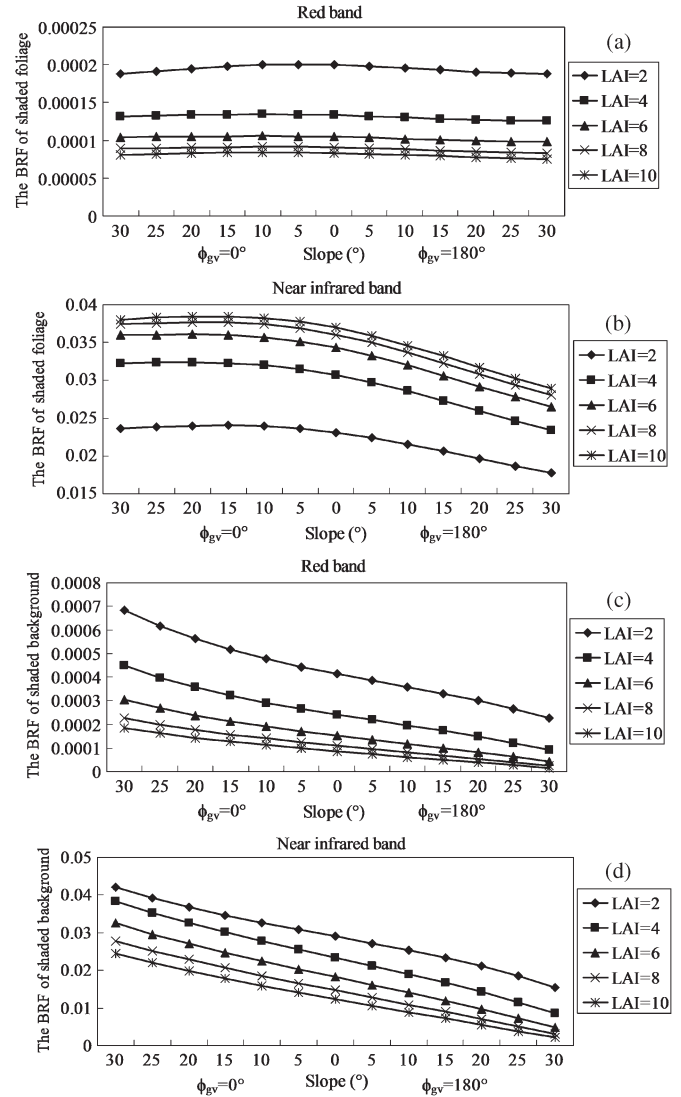 Red band
(a)
The BRF of shaded foliage
0.00025
0.0002
0.00015
0.0001
0.00005
0
30 25 20 15 10 5 0 5 10 15 20 25 30
ϕgv=0° Slope (°) ϕgv=180°
LAI=2
LAI=4
LAI=6
LAI=8
LAI=10
Near infrared band
(b)
The BRF of shaded foliage
0.04
0.035
0.03
0.025
0.02
0.015
30 25 20 15 10 5 0 5 10 15 20 25 30
ϕgv=0° Slope (°) ϕgv=180°
LAI=2
LAI=4
LAI=6
LAI=8
LAI=10
Red band
(c)
The BRF of shaded background
0.0008
0.0007
0.0006
0.0005
0.0004
0.0003
0.0002
0.0001
0
30 25 20 15 10 5 0 5 10 15 20 25 30
ϕgv=0° Slope (°) ϕgv=180°
LAI=2
LAI=4
LAI=6
LAI=8
LAI=10
Near infrared band
(d)
The BRF of shaded background
0.05
0.04
0.03
0.02
0.01
0
30 25 20 15 10 5 0 5 10 15 20 25 30
ϕgv=0° Slope (°) ϕgv=180°
LAI=2
LAI=4
LAI=6
LAI=8
LAI=10